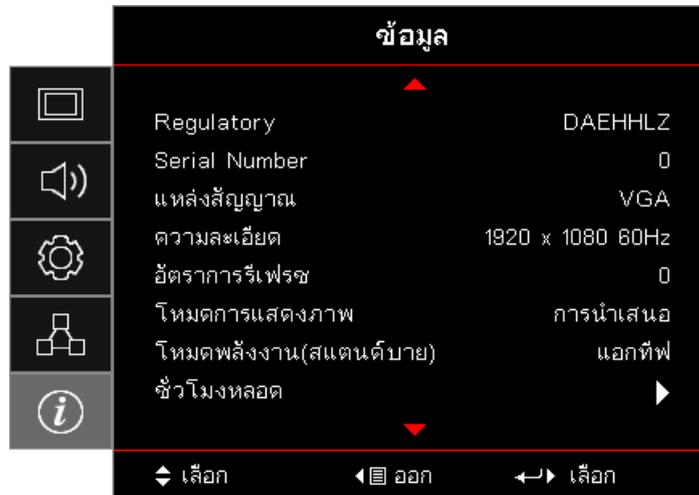 ข้อมูล
Regulatory DAEHHLZ
Serial Number 0
แหล่งสัญญาณ VGA
ความละเอียด 1920 x 1080 60Hz
อัตราการรีเฟรซ 0
โหมดการแสดงภาพ การนำเสนอ
โหมดพลังงาน(สแตนด์บาย) แอกทีฟ
ชั่วโมงหลอด
เลือก ออก เลือก